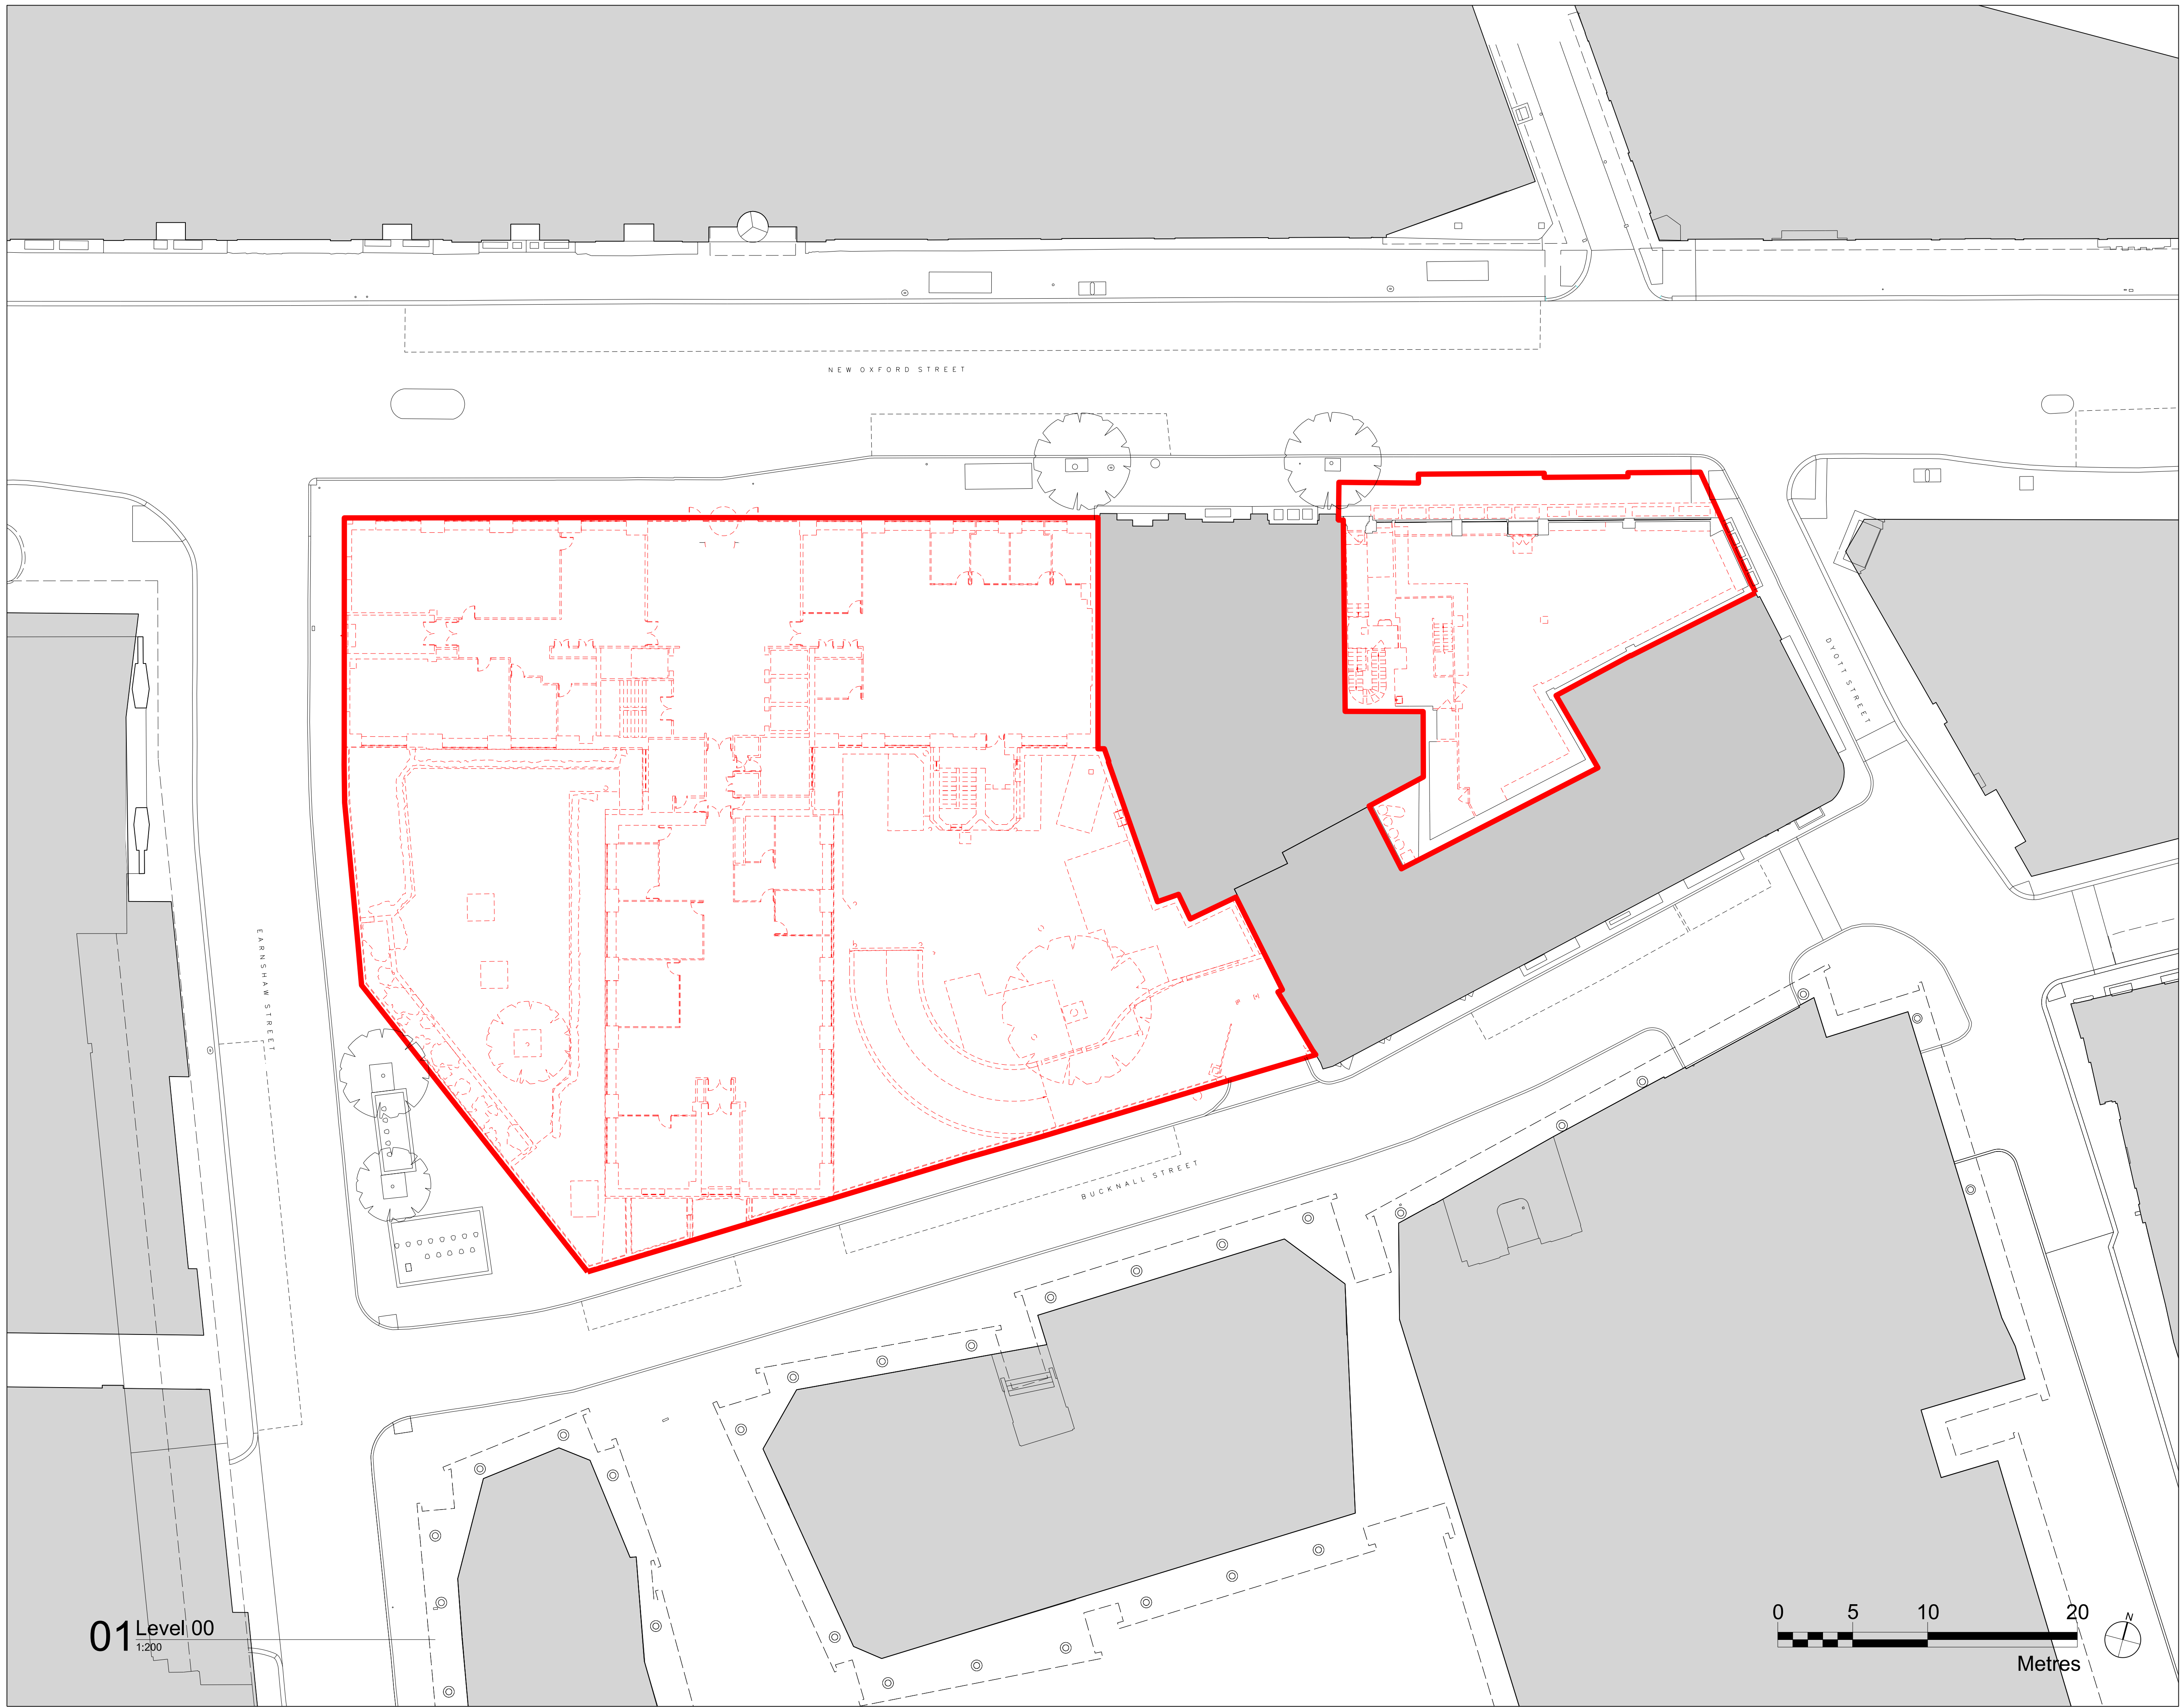 NEW OXFORD STREET
DYOTT STREET
EARNSHAW STREET
BUCKNALL STREET
01 Level 00
1:200
0 5 10 20
Metres
N